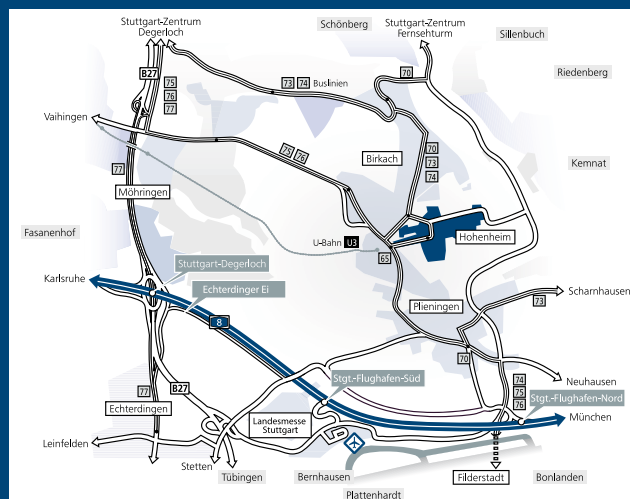 Stuttgart-Zentrum
Degerloch
Schönberg
Stuttgart-Zentrum
Fernsehturm
Sillenbuch
Riedenberg
B27
75
76
77
73 74 Buslinien
70
Vaihingen
75 76
Birkach
70
73
74
Kemnat
77
Möhringen
Fasanenhof
U-Bahn U3
Hohenheim
65
Stuttgart-Degerloch
Karlsruhe
Echterdinger Ei
Plieningen
Scharnhausen
73
8
70
Stgt.-Flughafen-Süd
Neuhausen
77
B27
74
75
76
Stgt.-Flughafen-Nord
Echterdingen
Landesmesse
Stuttgart
München
Leinfelden
Stetten
Tübingen
Bernhausen
Filderstadt
Bonlanden
Plattenhardt